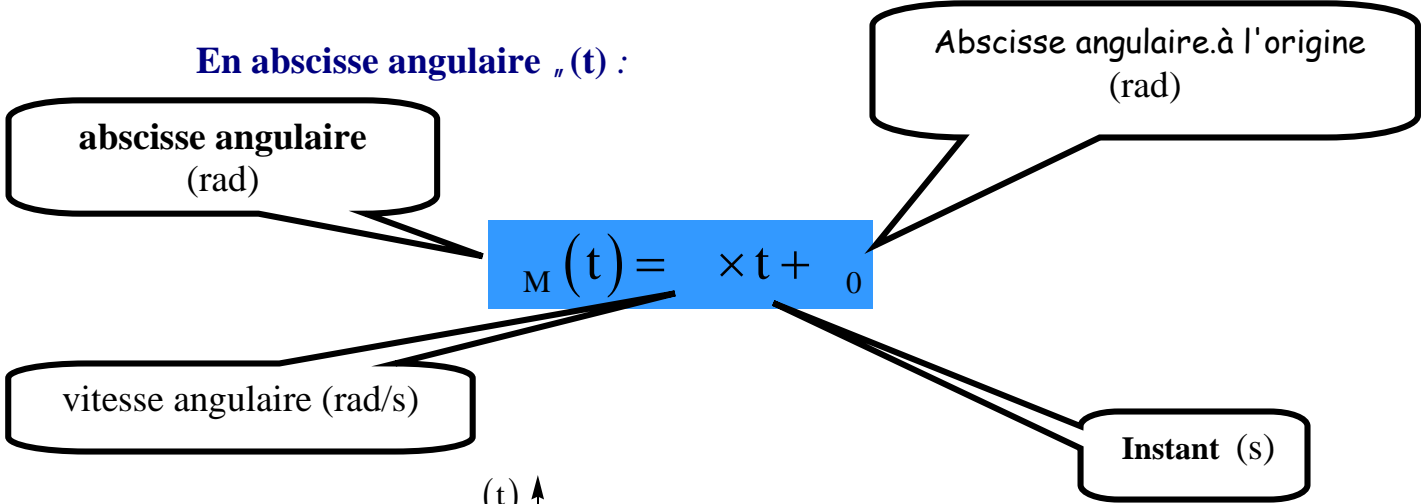 En abscisse angulaire „ (t) :
Abscisse angulaire.à l'origine
(rad)
abscisse angulaire
(rad)
M (t) = × t + 0
vitesse angulaire (rad/s)
Instant (s)
(t)